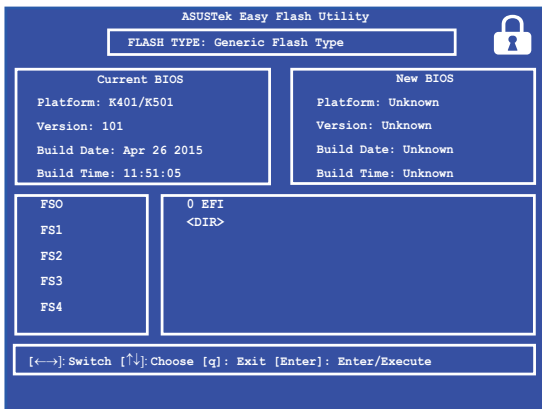 ASUSTek Easy Flash Utility
FLASH TYPE: Generic Flash Type
Current BIOS
Platform: K401/K501
Version: 101
Build Date: Apr 26 2015
Build Time: 11:51:05
New BIOS
Platform: Unknown
Version: Unknown
Build Date: Unknown
Build Time: Unknown
FSO
FS1
FS2
FS3
FS4
0 EFI
<DIR>
[←→]: Switch [↑↓]: Choose [q]: Exit [Enter]: Enter/Execute